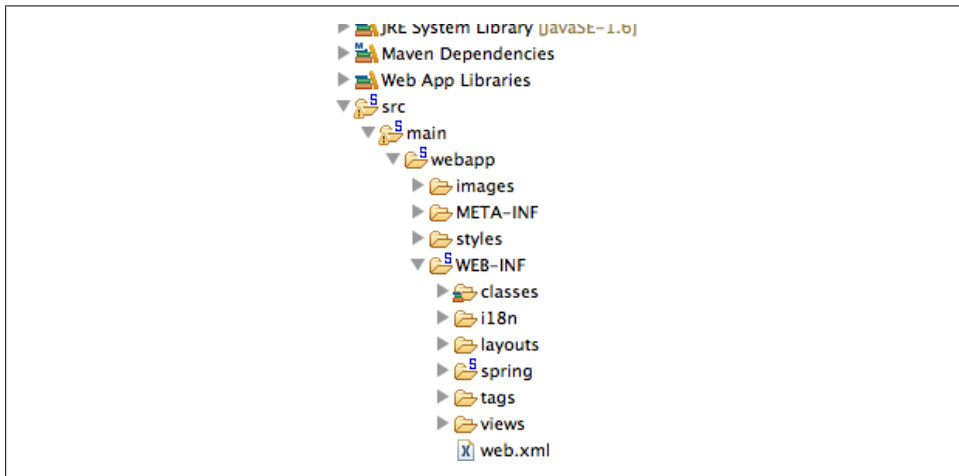 JRE System Library [JavaSE-1.6]
Maven Dependencies
Web App Libraries
src
main
webapp
images
META-INF
styles
WEB-INF
classes
i18n
layouts
spring
tags
views
web.xml